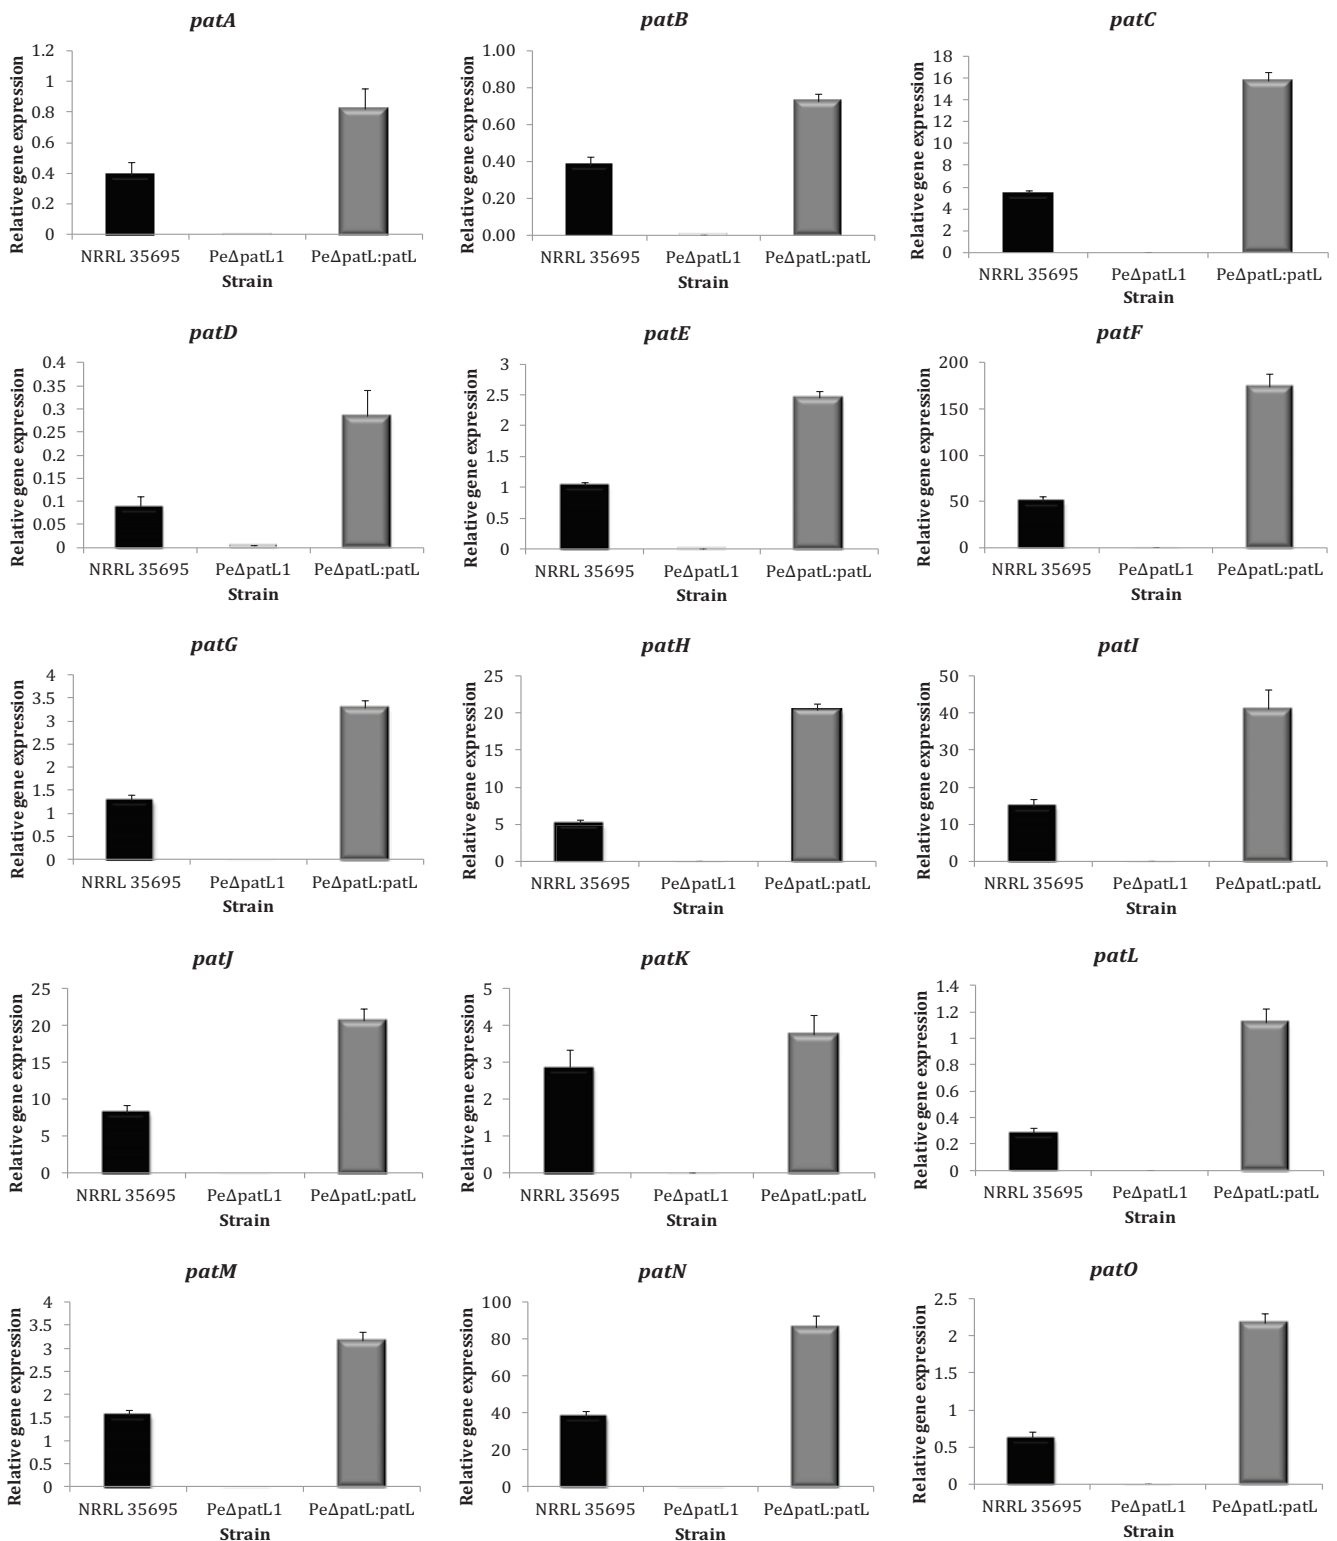 patA
patB
patC
Relative gene expression
1.2
1
0.8
0.6
0.4
0.2
0
NRRL 35695
PeΔpatL1
PeΔpatL:patL
Strain
Relative gene expression
1.00
0.80
0.60
0.40
0.20
0.00
NRRL 35695
PeΔpatL1
PeΔpatL:patL
Strain
Relative gene expression
18
16
14
12
10
8
6
4
2
0
NRRL 35695
PeΔpatL1
PeΔpatL:patL
Strain
patD
patE
patF
Relative gene expression
0.4
0.35
0.3
0.25
0.2
0.15
0.1
0.05
0
NRRL 35695
PeΔpatL1
PeΔpatL:patL
Strain
Relative gene expression
3
2.5
2
1.5
1
0.5
0
NRRL 35695
PeΔpatL1
PeΔpatL:patL
Strain
Relative gene expression
200
150
100
50
0
NRRL 35695
PeΔpatL1
PeΔpatL:patL
Strain
patG
patH
patI
Relative gene expression
4
3.5
3
2.5
2
1.5
1
0.5
0
NRRL 35695
PeΔpatL1
PeΔpatL:patL
Strain
Relative gene expression
25
20
15
10
5
0
NRRL 35695
PeΔpatL1
PeΔpatL:patL
Strain
Relative gene expression
50
40
30
20
10
0
NRRL 35695
PeΔpatL1
PeΔpatL:patL
Strain
patJ
patK
patL
Relative gene expression
25
20
15
10
5
0
NRRL 35695
PeΔpatL1
PeΔpatL:patL
Strain
Relative gene expression
5
4
3
2
1
0
NRRL 35695
PeΔpatL1
PeΔpatL:patL
Strain
Relative gene expression
1.4
1.2
1
0.8
0.6
0.4
0.2
0
NRRL 35695
PeΔpatL1
PeΔpatL:patL
Strain
patM
patN
patO
Relative gene expression
4
3.5
3
2.5
2
1.5
1
0.5
0
NRRL 35695
PeΔpatL1
PeΔpatL:patL
Strain
Relative gene expression
100
80
60
40
20
0
NRRL 35695
PeΔpatL1
PeΔpatL:patL
Strain
Relative gene expression
2.5
2
1.5
1
0.5
0
NRRL 35695
PeΔpatL1
PeΔpatL:patL
Strain